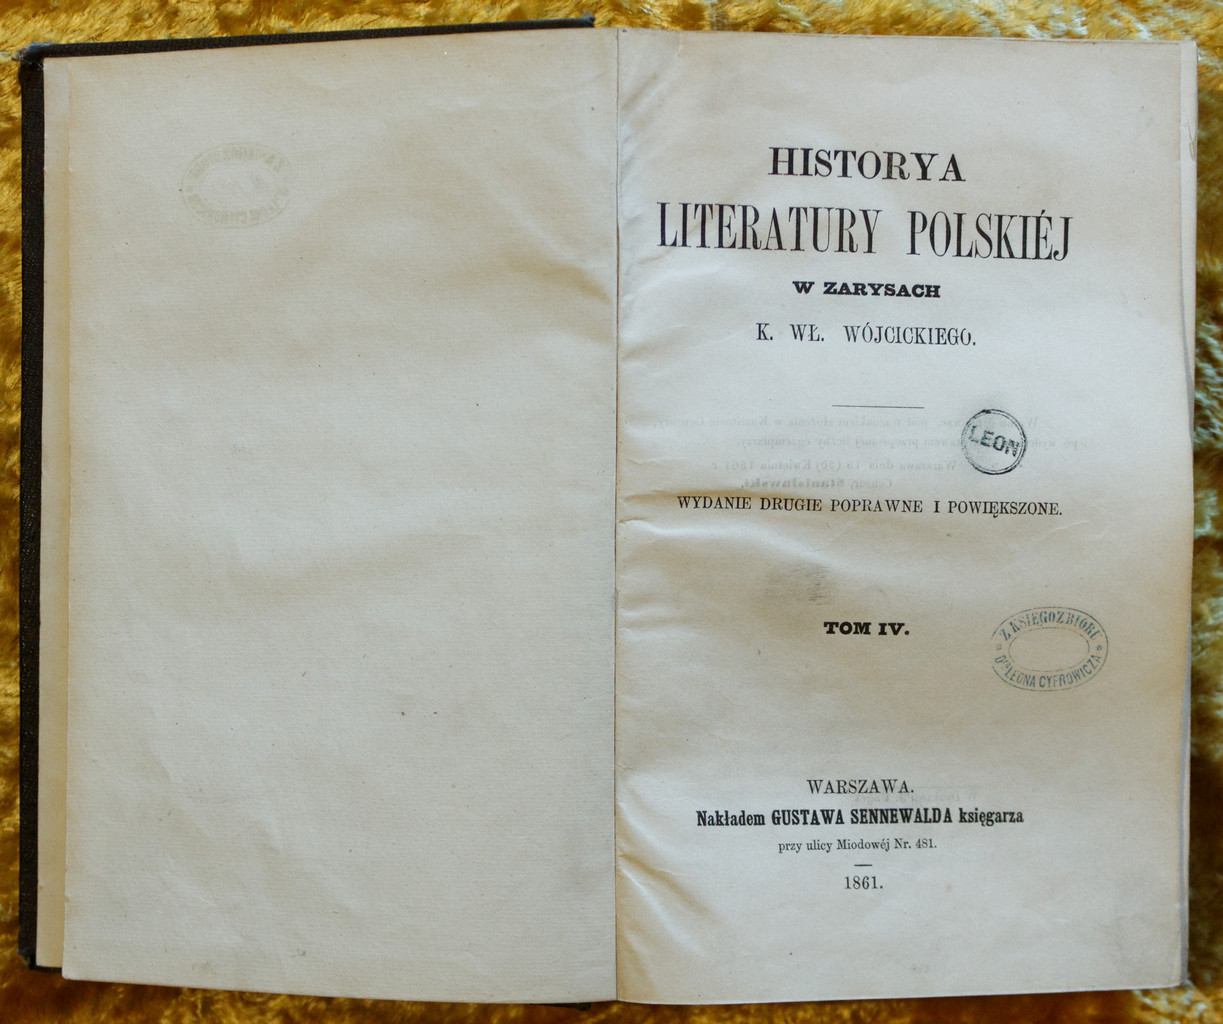 HISTORYA
LITERATURY POLSKIÉJ
W ZARYSACH
K. WŁ. WÓJCICKIEGO.
LEON
WYDANIE DRUGIE POPRAWNE I POWIĘKSZONE.
TOM IV.
Z KSIĘGOZBIORU
Dra LEONA CYFROWICZA
WARSZAWA.
Nakładem GUSTAWA SENNEWALDA księgarza
przy ulicy Miodowéj Nr. 481.
1861.